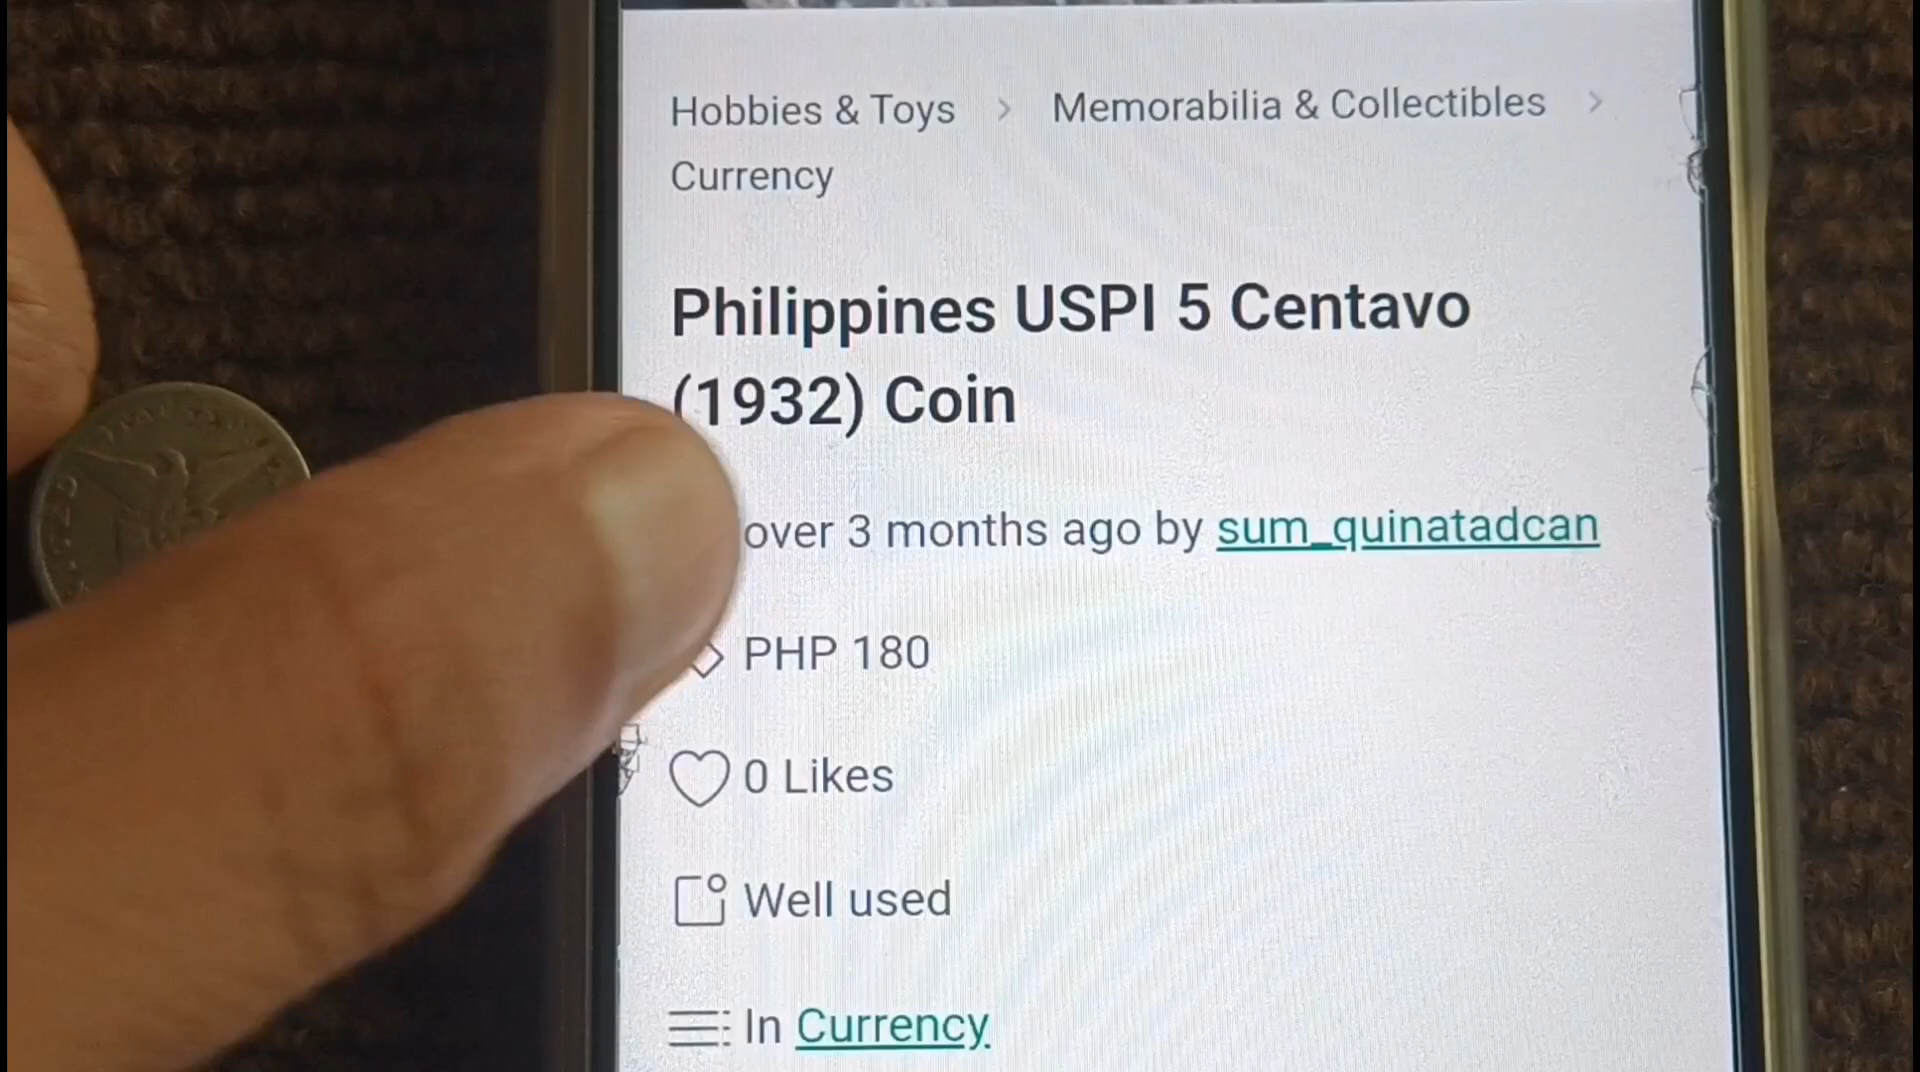 Hobbies & Toys > Memorabilia & Collectibles >
Currency
Philippines USPI 5 Centavo
(1932) Coin
over 3 months ago by sum_quinatadcan
PHP 180
0 Likes
Well used
In Currency